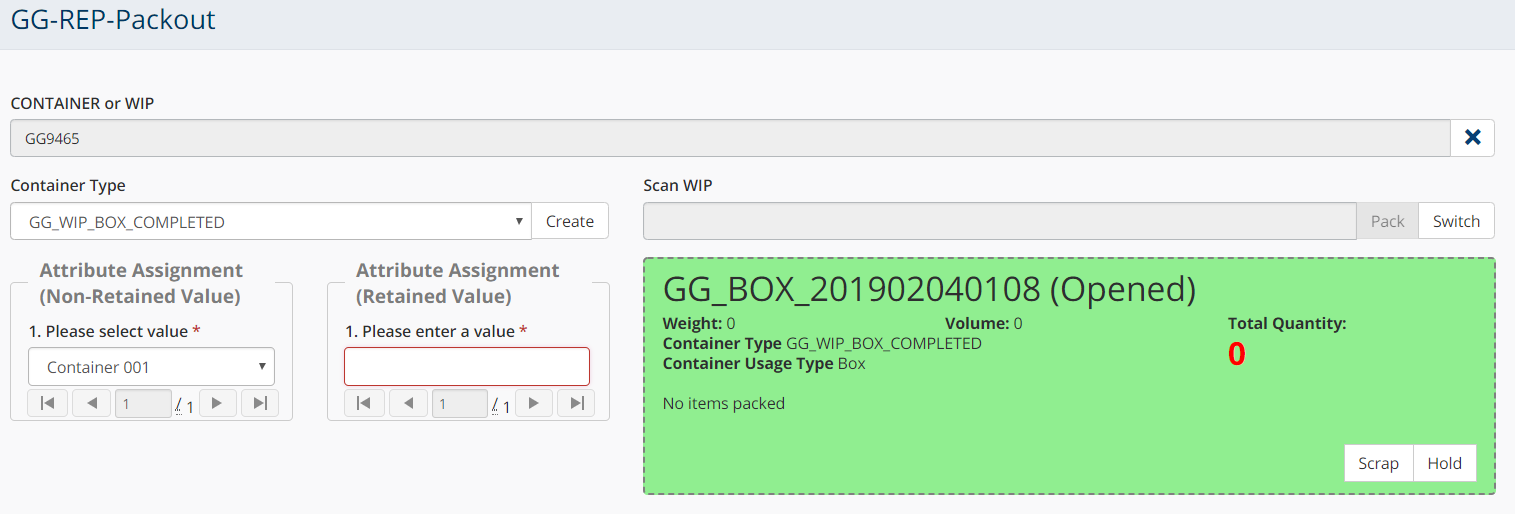 GG-REP-Packout
CONTAINER or WIP
GG9465
Container Type
GG_WIP_BOX_COMPLETED
Create
Scan WIP
Pack
Switch
Attribute Assignment
(Non-Retained Value)
1. Please select value *
Container 001
1 / 1
Attribute Assignment
(Retained Value)
1. Please enter a value *
1 / 1
GG_BOX_201902040108 (Opened)
Weight: 0
Volume: 0
Total Quantity:
0
Container Type GG_WIP_BOX_COMPLETED
Container Usage Type Box
No items packed
Scrap
Hold